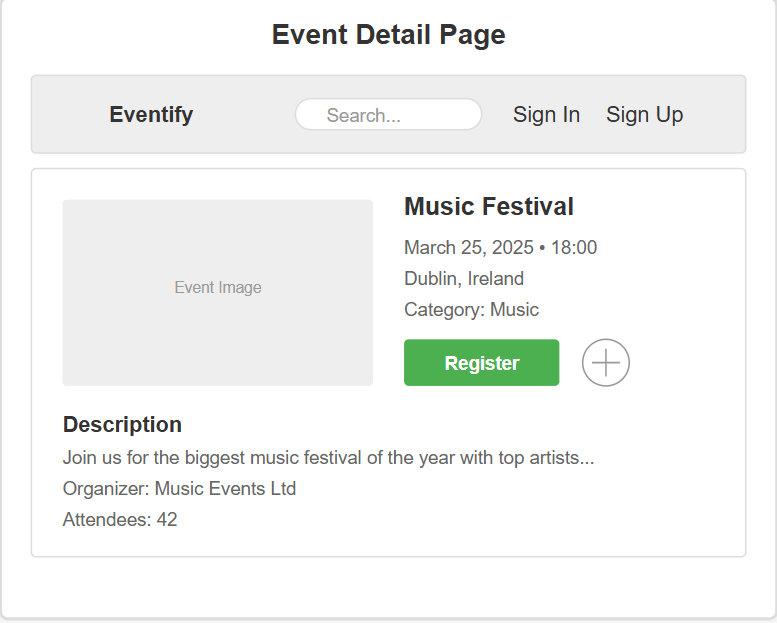 Event Detail Page
Eventify Search... Sign In Sign Up
Event Image
Music Festival
March 25, 2025 • 18:00
Dublin, Ireland
Category: Music
Register
Description
Join us for the biggest music festival of the year with top artists...
Organizer: Music Events Ltd
Attendees: 42